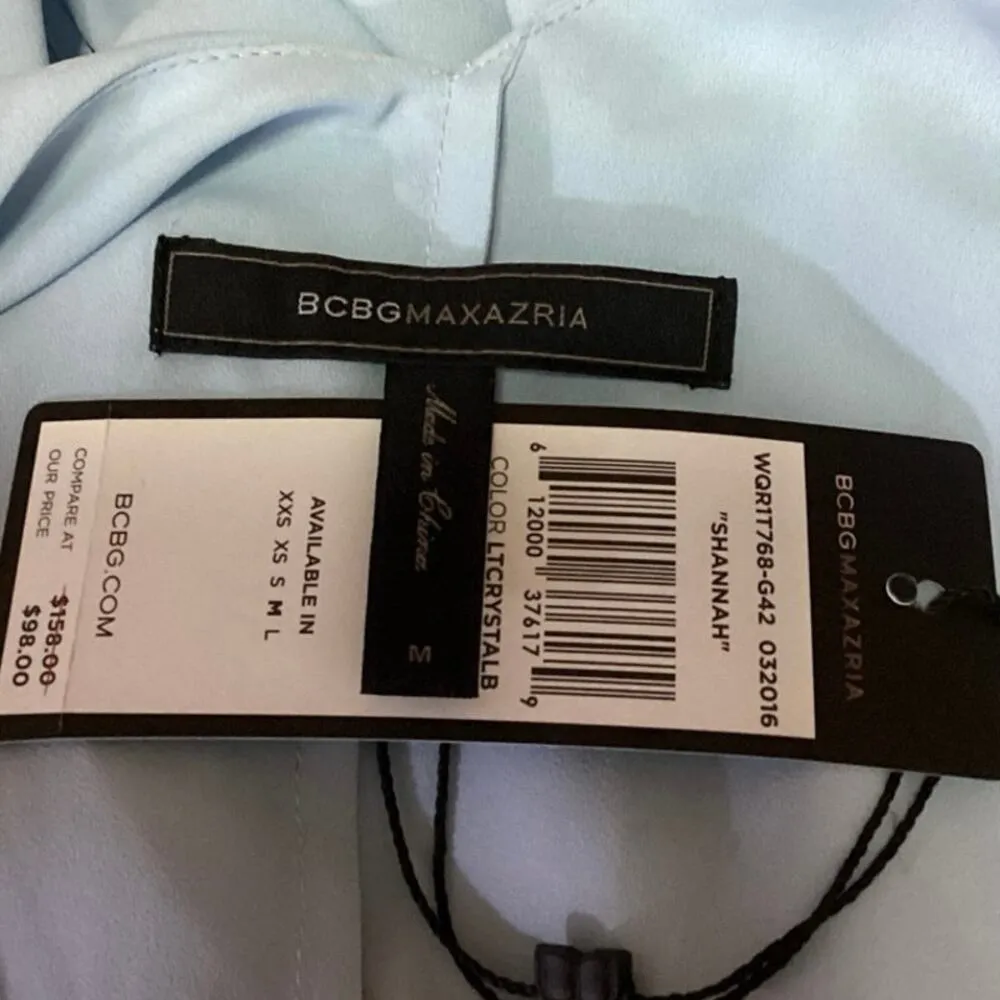 BCBGMAXAZRIA
Made in China
M
BCBGMAXAZRIA
WQR1T768-G42 032016
"SHANNAH"
6 12000 37617 9
COLOR LTCRYSTALB
AVAILABLE IN
XXS XS S M L
BCBG.COM
COMPARE AT $158.00
OUR PRICE $98.00